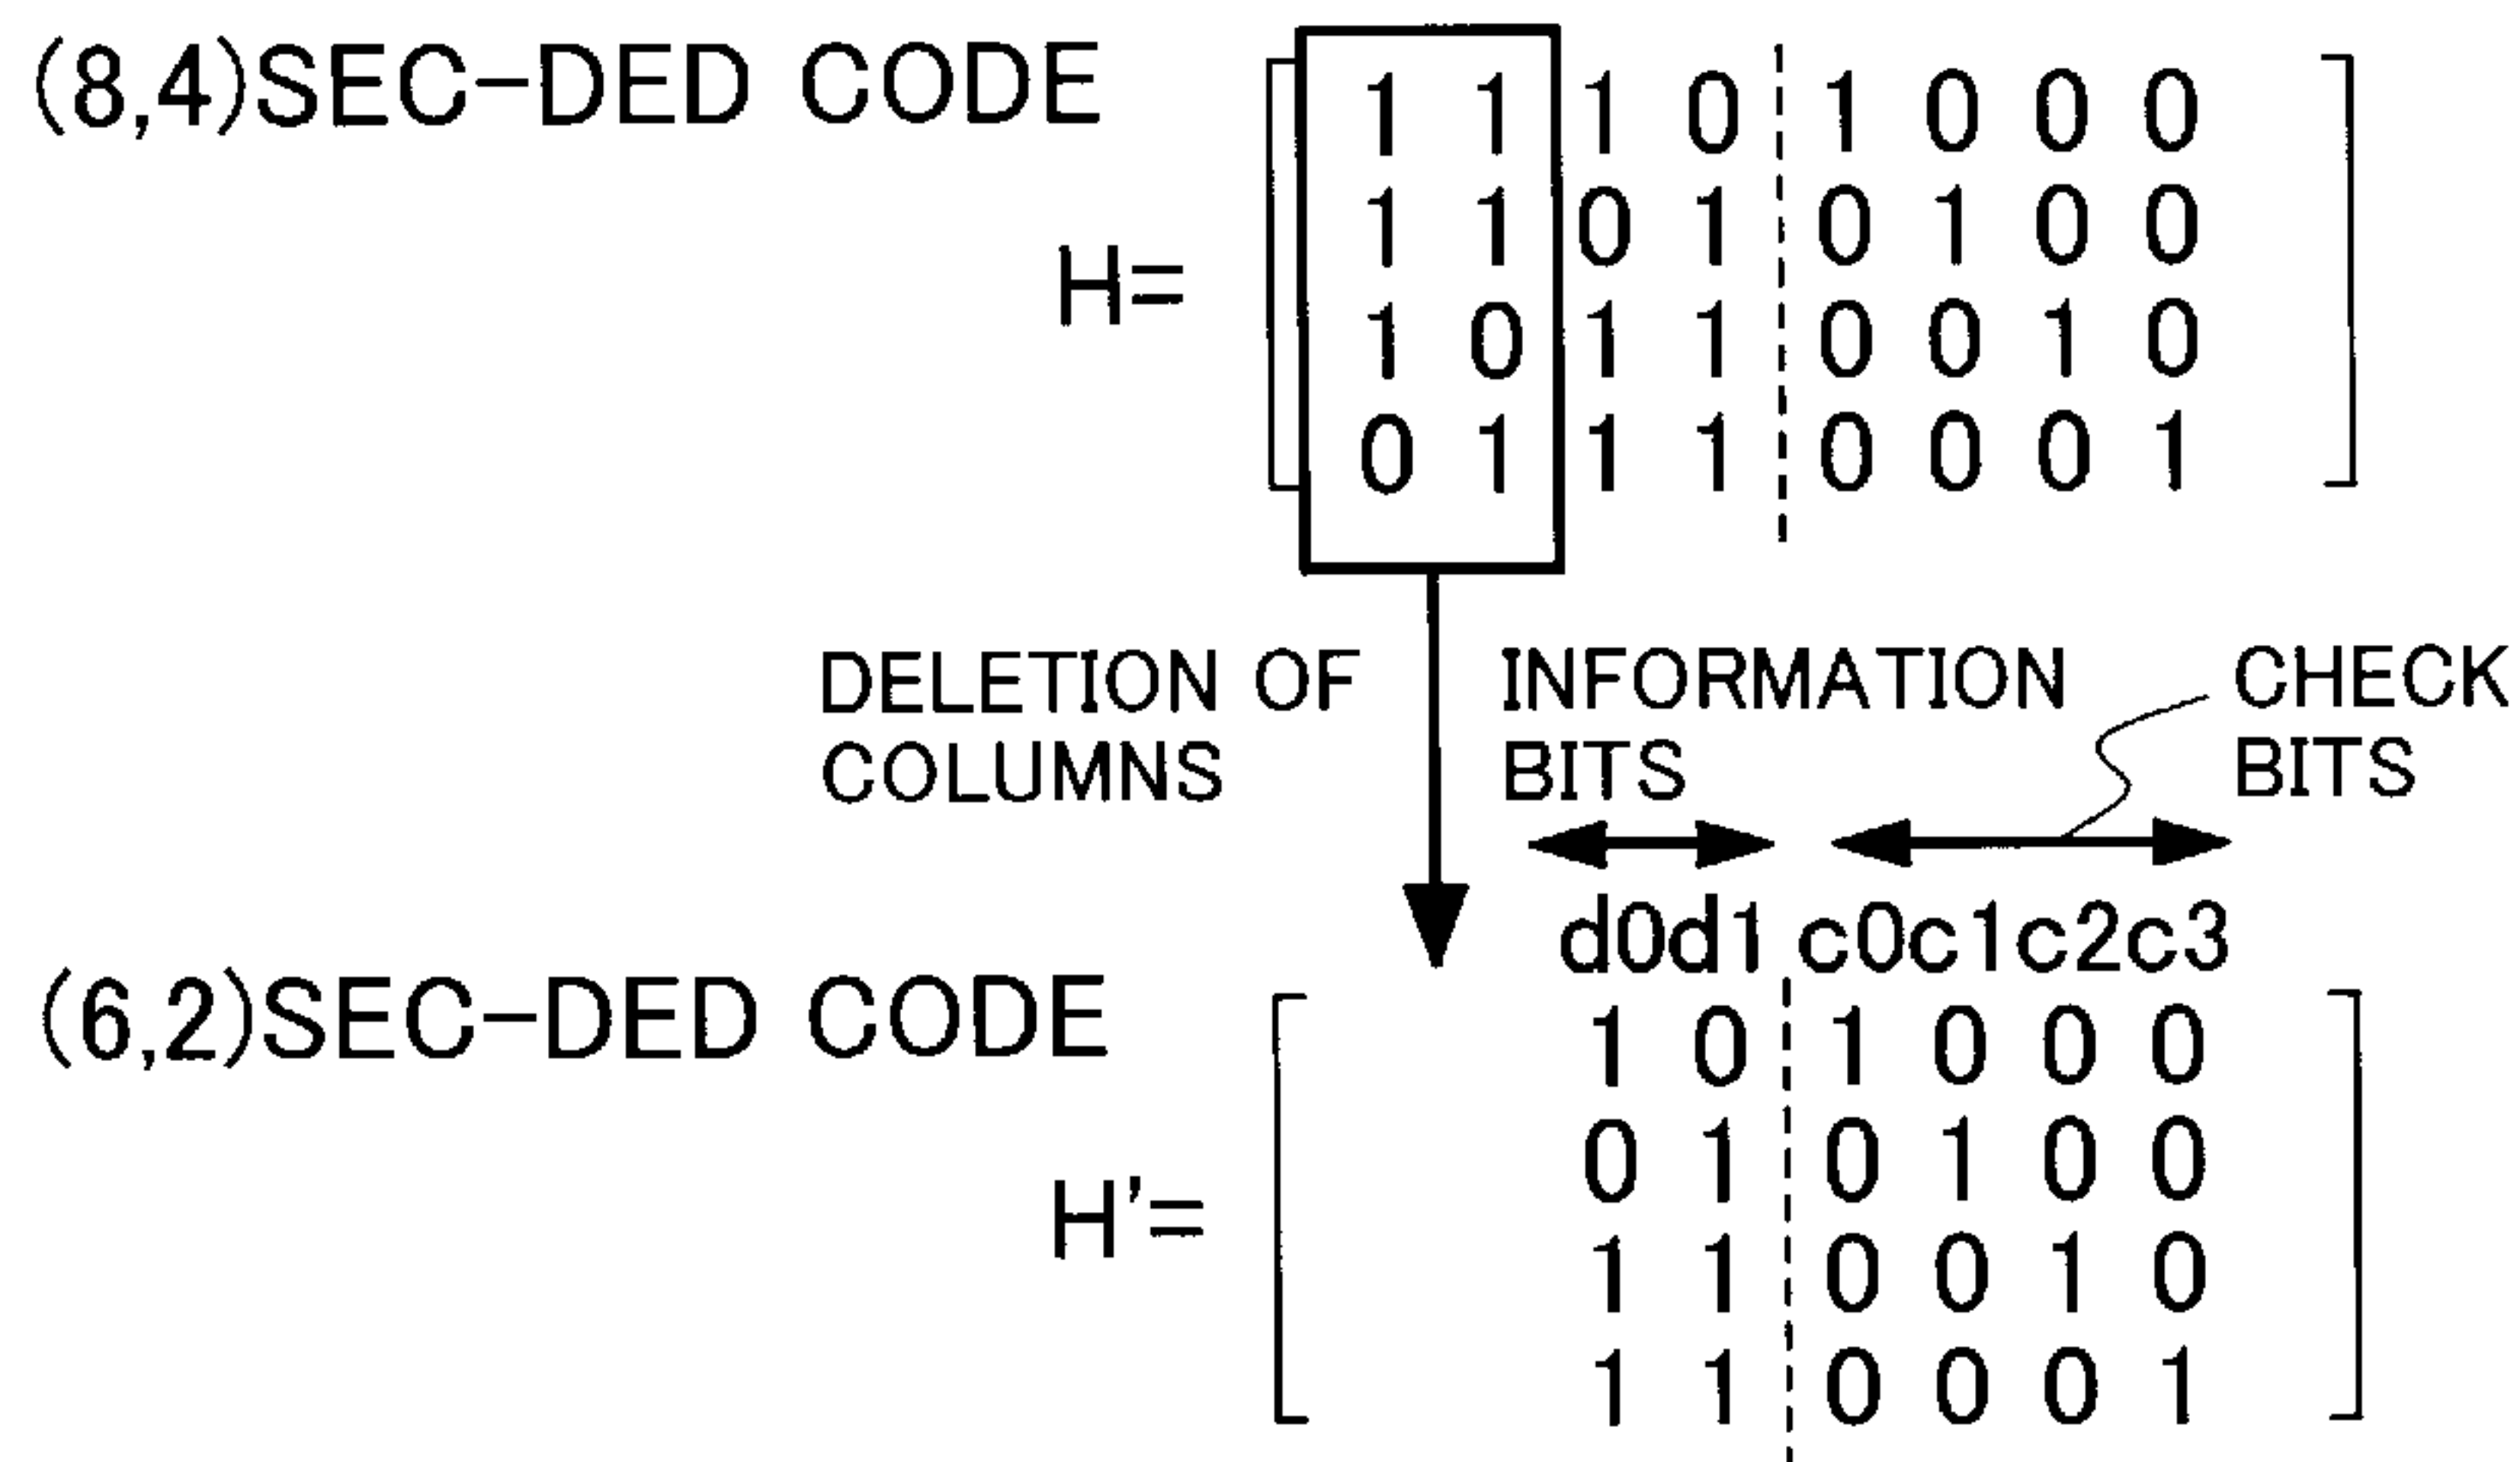 (8,4)SEC-DED CODE
1 1 1 0 1 0 0 0
1 1 0 1 0 1 0 0
H=
1 0 1 1 0 0 1 0
0 1 1 1 0 0 0 1
DELETION OF COLUMNS
INFORMATION BITS
CHECK BITS
d0d1 c0c1c2c3
(6,2)SEC-DED CODE
1 0 1 0 0 0
0 1 0 1 0 0
H'=
1 1 0 0 1 0
1 1 0 0 0 1